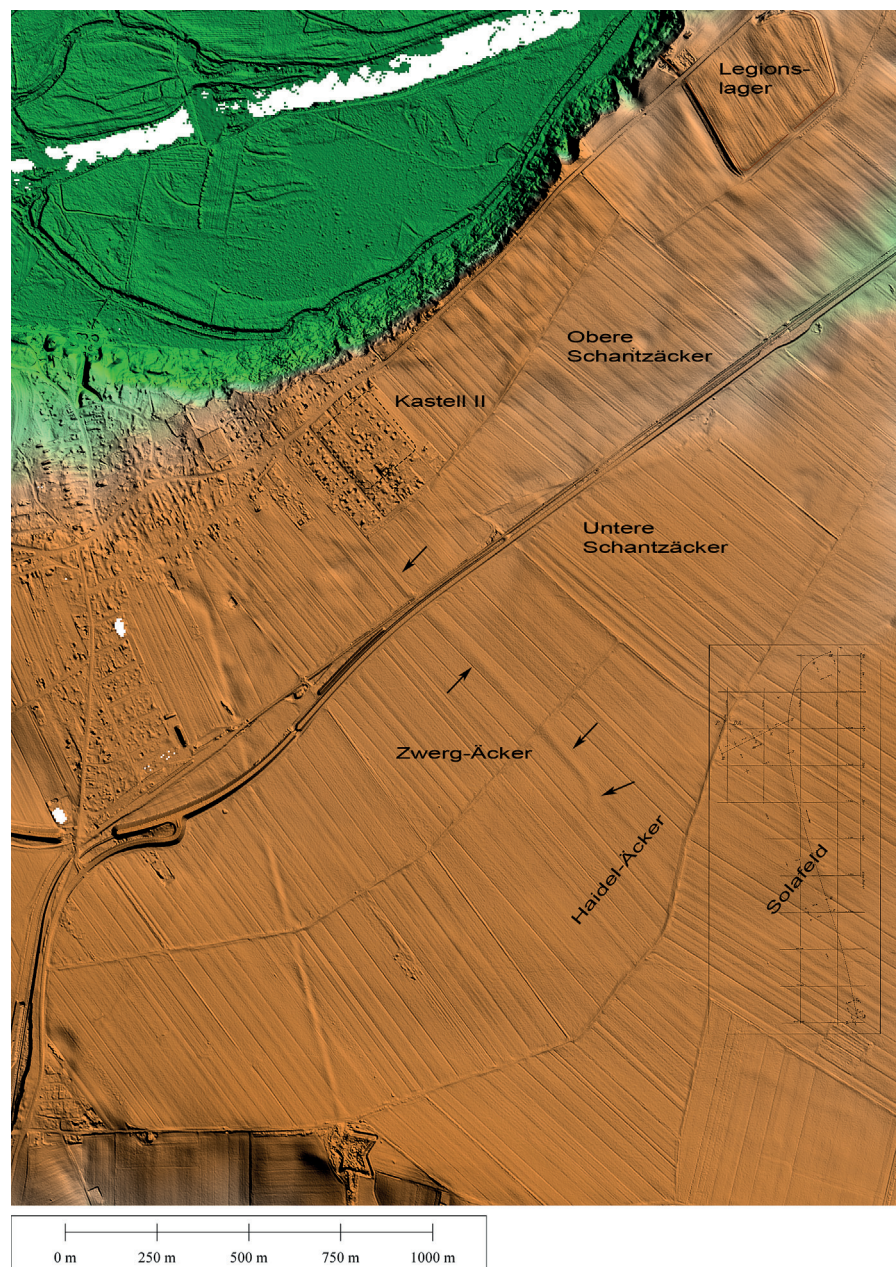 Legions-
lager
Obere
Schantzäcker
Kastell II
Untere
Schantzäcker
Zwerg-Äcker
Haidel-Äcker
Solafeld
0 m 250 m 500 m 750 m 1000 m